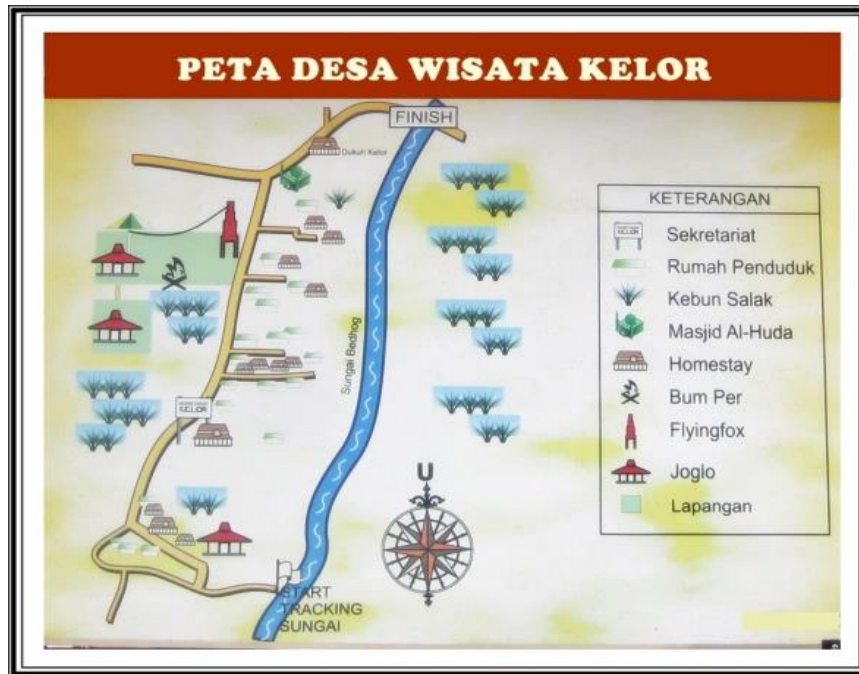 PETA DESA WISATA KELOR
FINISH
Dukuh Kelor
KELOR
Sungai Bedhog
U
START
TRACKING
SUNGAI
KETERANGAN
KELOR
Sekretariat
Rumah Penduduk
Kebun Salak
Masjid Al-Huda
Homestay
Bum Per
Flyingfox
Joglo
Lapangan